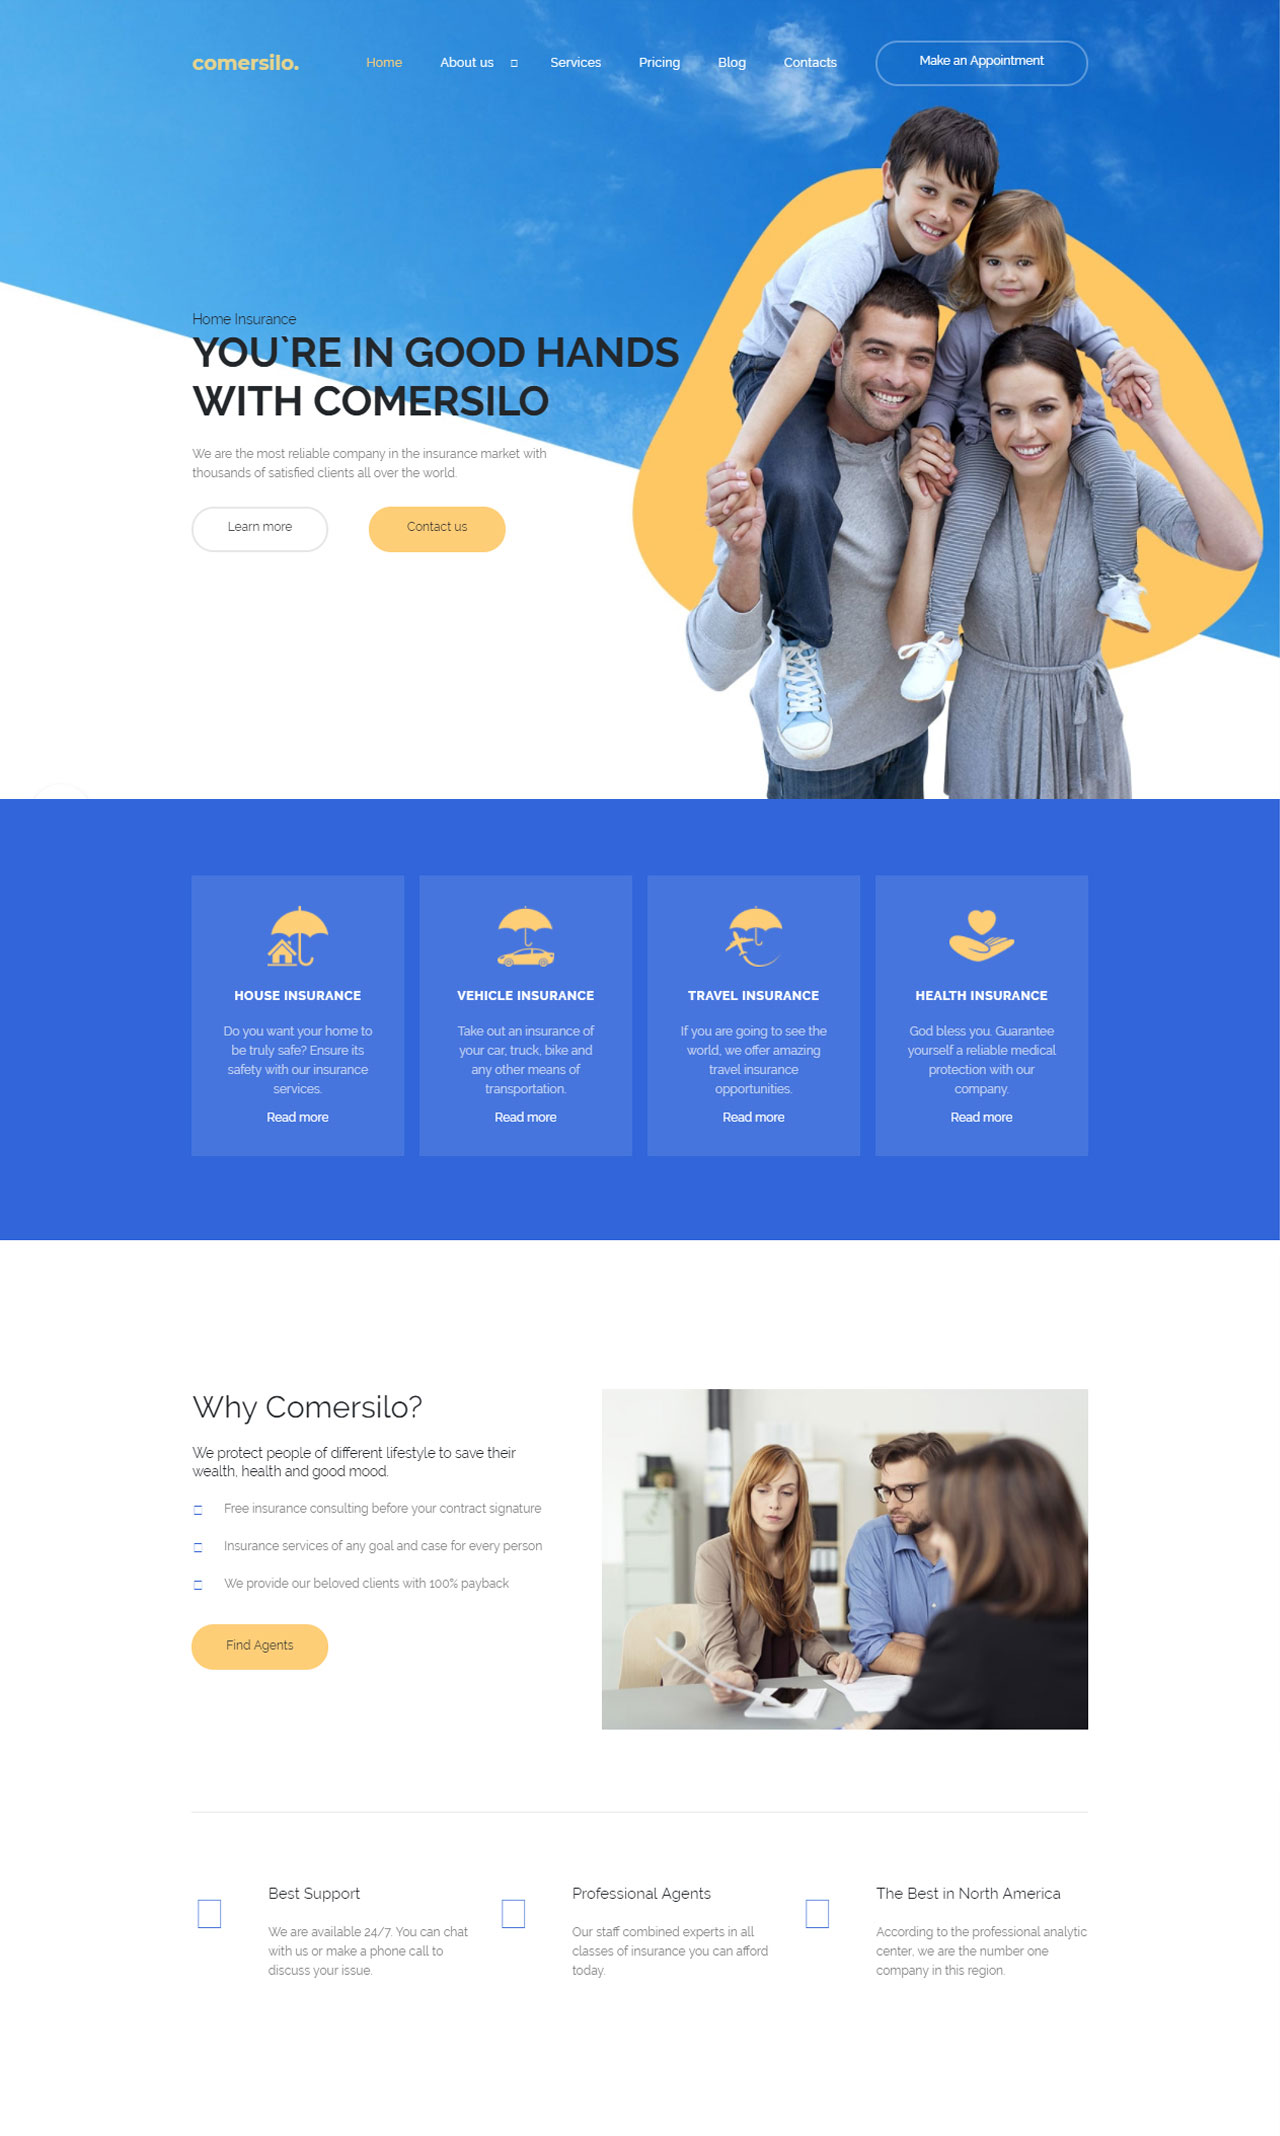 comersilo.
Home
About us
Services
Pricing
Blog
Contacts
Make an Appointment
Home Insurance
YOU`RE IN GOOD HANDS
WITH COMERSILO
We are the most reliable company in the insurance market with
thousands of satisfied clients all over the world.
Learn more
Contact us
HOUSE INSURANCE
Do you want your home to
be truly safe? Ensure its
safety with our insurance
services.
Read more
VEHICLE INSURANCE
Take out an insurance of
your car, truck, bike and
any other means of
transportation.
Read more
TRAVEL INSURANCE
If you are going to see the
world, we offer amazing
travel insurance
opportunities.
Read more
HEALTH INSURANCE
God bless you. Guarantee
yourself a reliable medical
protection with our
company.
Read more
Why Comersilo?
We protect people of different lifestyle to save their
wealth, health and good mood.
Free insurance consulting before your contract signature
Insurance services of any goal and case for every person
We provide our beloved clients with 100% payback
Find Agents
Best Support
We are available 24/7. You can chat
with us or make a phone call to
discuss your issue.
Professional Agents
Our staff combined experts in all
classes of insurance you can afford
today.
The Best in North America
According to the professional analytic
center, we are the number one
company in this region.